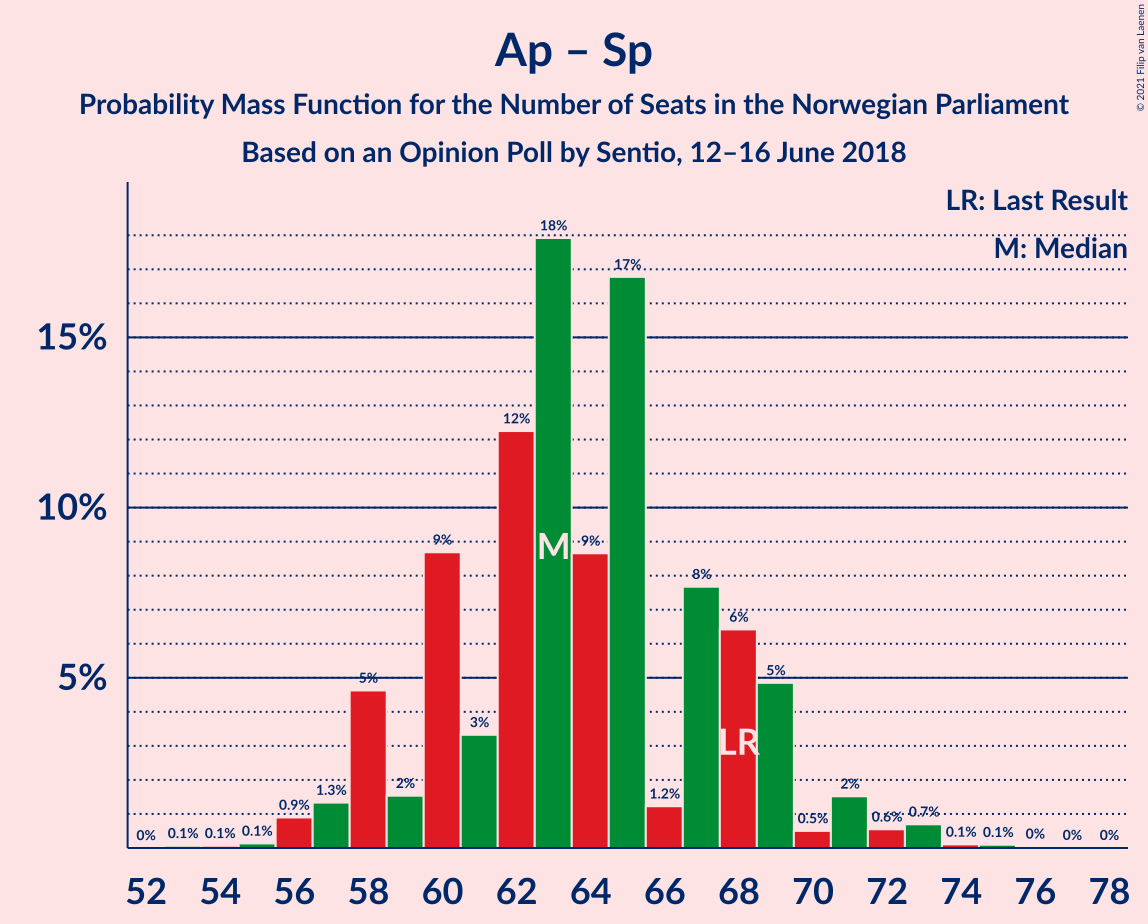 © 2021 Filip van Laenen
Ap – Sp
Probability Mass Function for the Number of Seats in the Norwegian Parliament
Based on an Opinion Poll by Sentio, 12–16 June 2018
LR: Last Result
M: Median
15%
10%
5%
0% 0.1% 0.1% 0.1% 0.9% 1.3% 5% 2% 9% 3% 12% 18% 9% 17% 1.2% 8% 6% 5% 0.5% 2% 0.6% 0.7% 0.1% 0.1% 0% 0% 0%
M
LR
52 54 56 58 60 62 64 66 68 70 72 74 76 78